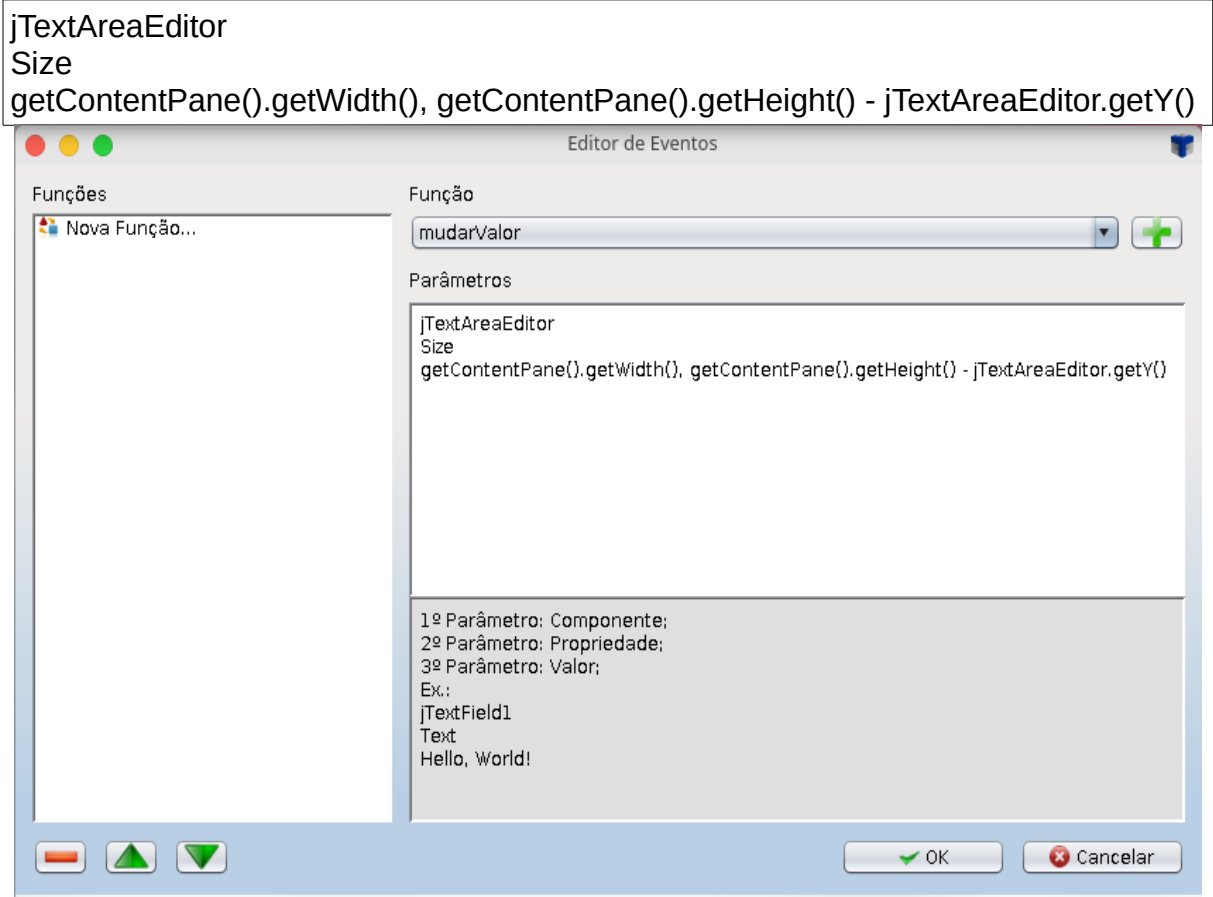 jTextAreaEditor
Size
getContentPane().getWidth(), getContentPane().getHeight() - jTextAreaEditor.getY()
Editor de Eventos
Funções
Nova Função...
Função
mudarValor
Parâmetros
jTextAreaEditor
Size
getContentPane().getWidth(), getContentPane().getHeight() - jTextAreaEditor.getY()
1º Parâmetro: Componente;
2º Parâmetro: Propriedade;
3º Parâmetro: Valor;
Ex.:
jTextField1
Text
Hello, World!
OK
Cancelar